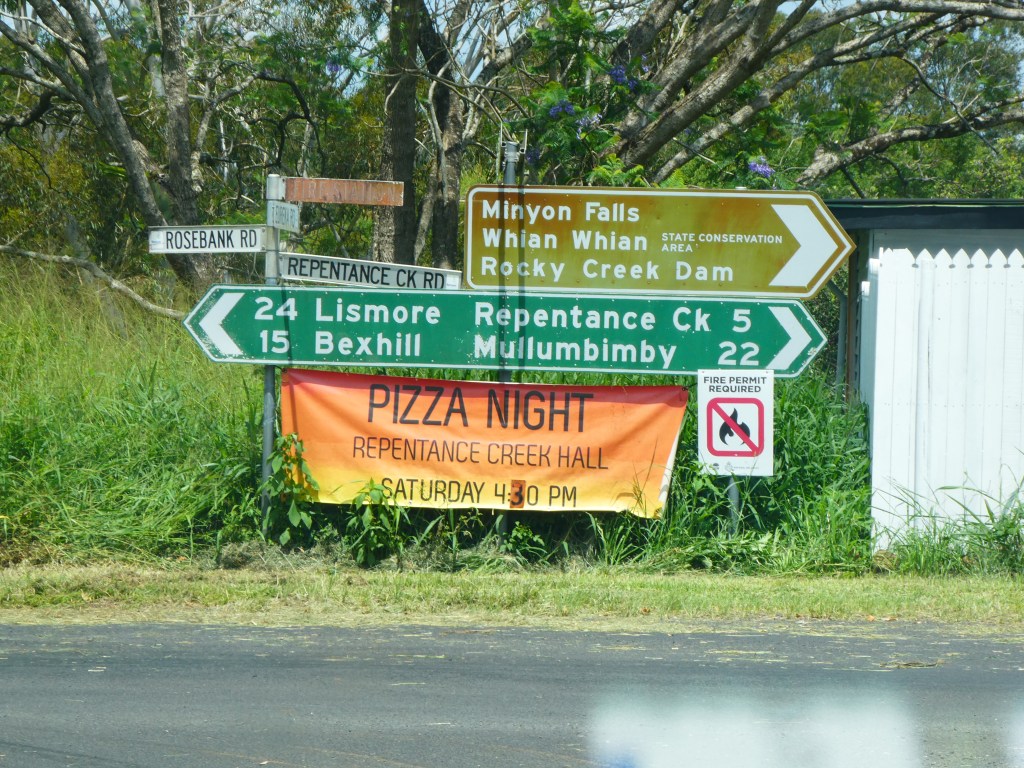 ROSEBANK RD
REPENTANCE CK RD
Minyon Falls
Whian Whian STATE CONSERVATION AREA
Rocky Creek Dam
24 Lismore Repentance Ck 5
15 Bexhill Mullumbimby 22
FIRE PERMIT
REQUIRED
PIZZA NIGHT
REPENTANCE CREEK HALL
SATURDAY 4:30 PM